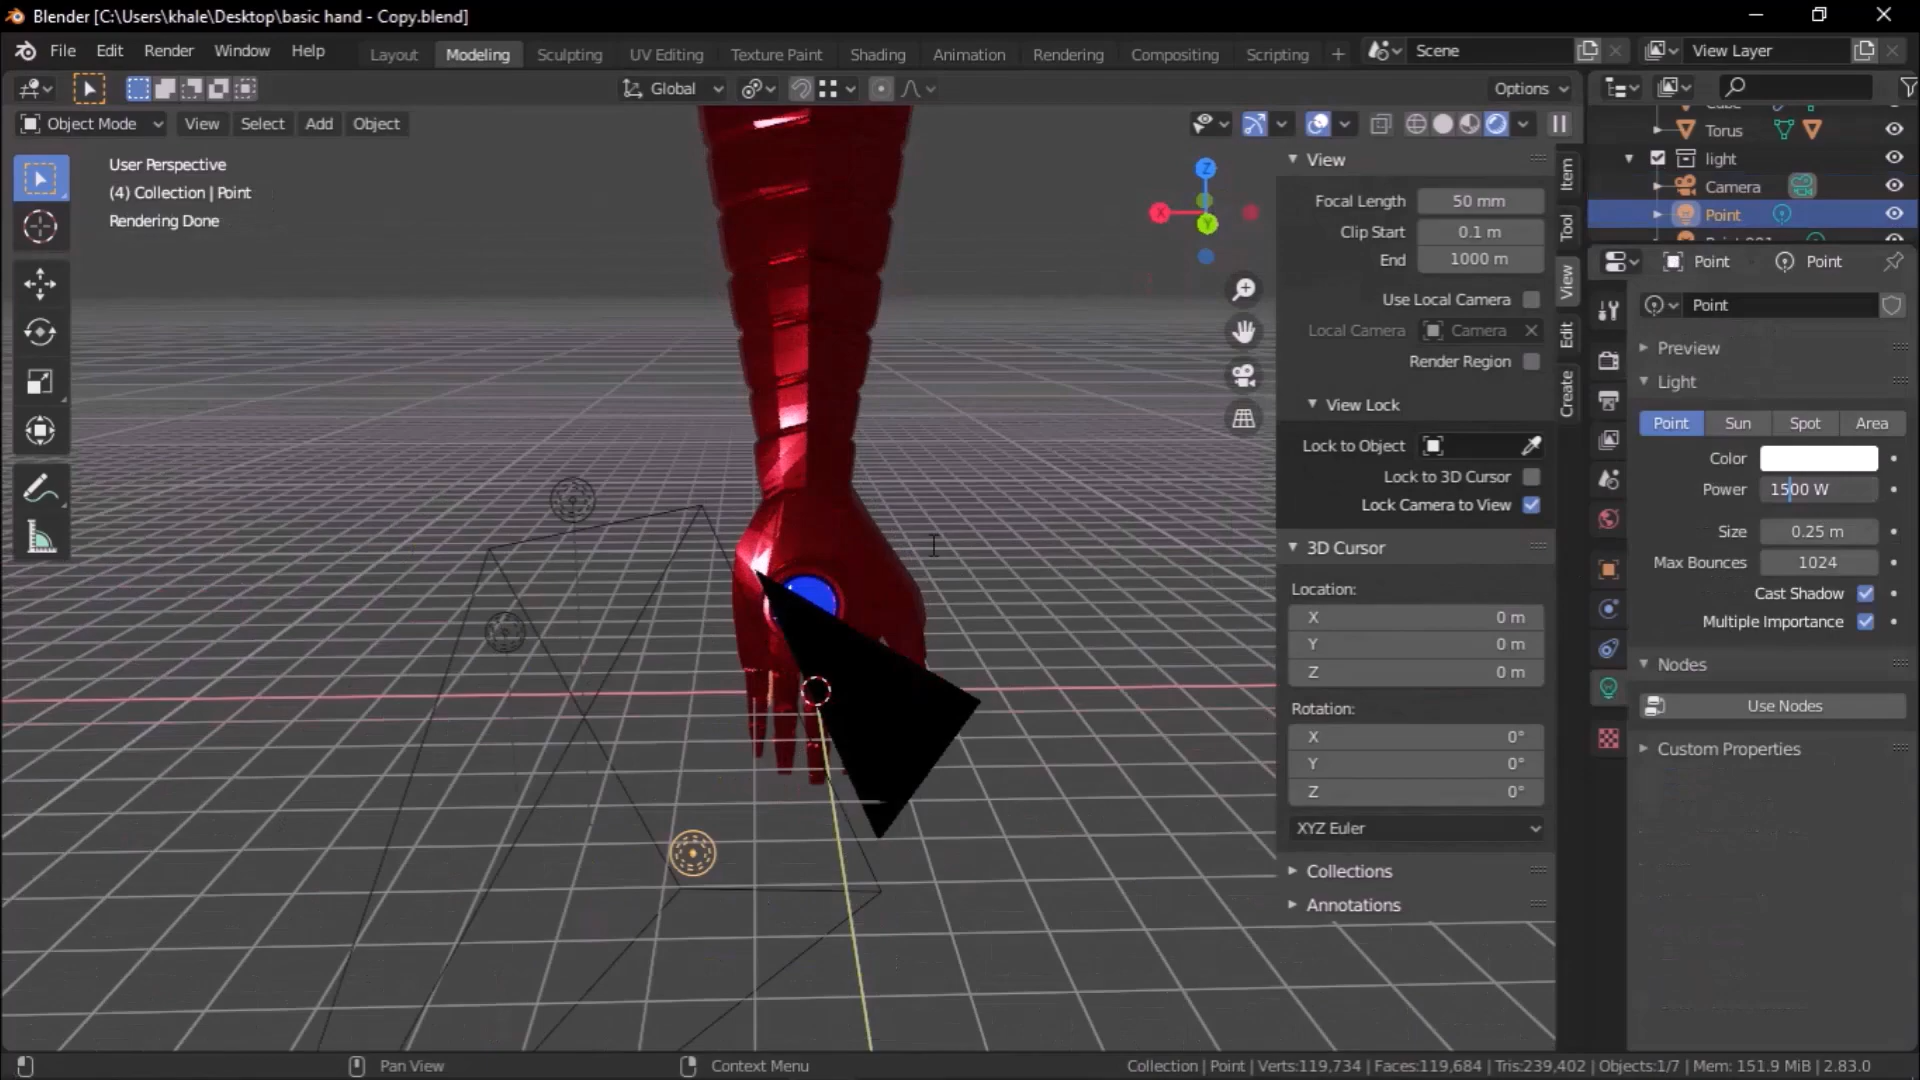 Blender [C:\Users\khale\Desktop\basic hand - Copy.blend]
File Edit Render Window Help Layout Modeling Sculpting UV Editing Texture Paint Shading Animation Rendering Compositing Scripting + Scene View Layer
Global Options
Object Mode View Select Add Object
User Perspective
(4) Collection | Point
Rendering Done
Z
X
Y
View
Focal Length 50 mm
Clip Start 0.1 m
End 1000 m
Use Local Camera
Local Camera Camera
Render Region
View Lock
Lock to Object
Lock to 3D Cursor
Lock Camera to View
3D Cursor
Location:
X 0 m
Y 0 m
Z 0 m
Rotation:
X 0°
Y 0°
Z 0°
XYZ Euler
Collections
Annotations
Item
Tool
View
Edit
Create
Torus
light
Camera
Point
Point Point
Point
Preview
Light
Point Sun Spot Area
Color
Power 1500 W
Size 0.25 m
Max Bounces 1024
Cast Shadow
Multiple Importance
Nodes
Use Nodes
Custom Properties
Pan View Context Menu Collection | Point | Verts:119,734 | Faces:119,684 | Tris:239,402 | Objects:1/7 | Mem: 151.9 MiB | 2.83.0